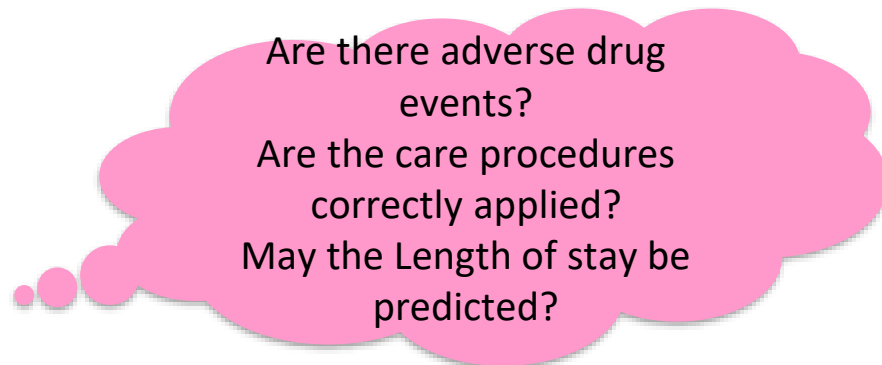 Are there adverse drug
events?
Are the care procedures
correctly applied?
May the Length of stay be
predicted?